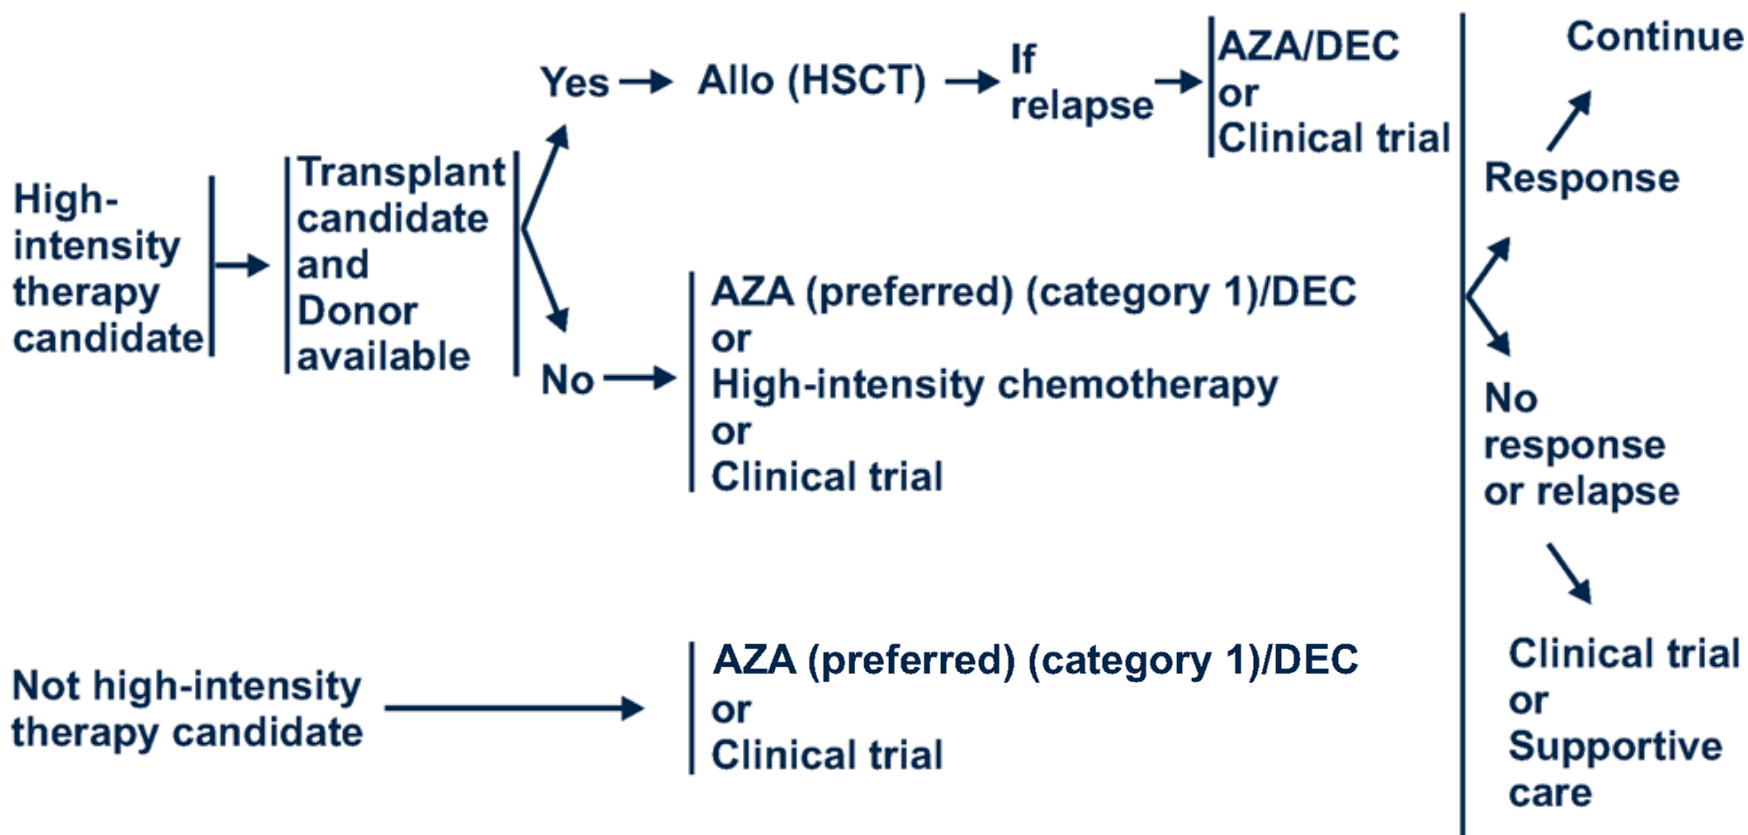 High-
intensity
therapy
candidate
Transplant
candidate
and
Donor
available
Yes
Allo (HSCT)
If
relapse
AZA/DEC
or
Clinical trial
No
AZA (preferred) (category 1)/DEC
or
High-intensity chemotherapy
or
Clinical trial
Not high-intensity
therapy candidate
AZA (preferred) (category 1)/DEC
or
Clinical trial
Response
Continue
No
response
or relapse
Clinical trial
or
Supportive
care